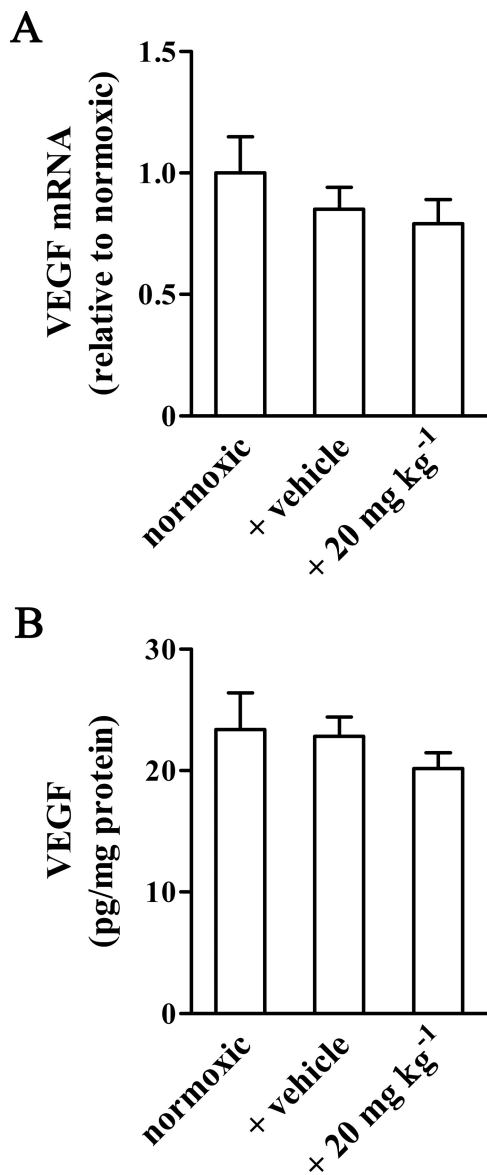 A
VEGF mRNA
(relative to normoxic)
1.5
1.0
0.5
0
normoxic
+ vehicle
+ 20 mg kg⁻¹
B
VEGF
(pg/mg protein)
30
20
10
0
normoxic
+ vehicle
+ 20 mg kg⁻¹